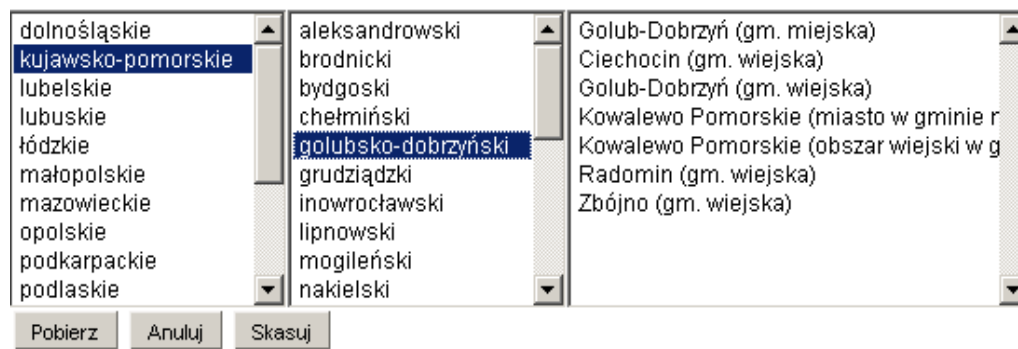 dolnośląskie
kujawsko-pomorskie
lubelskie
lubuskie
łódzkie
małopolskie
mazowieckie
opolskie
podkarpackie
podlaskie
aleksandrowski
brodnicki
bydgoski
chełmiński
golubsko-dobrzyński
grudziądzki
inowrocławski
lipnowski
mogileński
nakielski
Golub-Dobrzyń (gm. miejska)
Ciechocin (gm. wiejska)
Golub-Dobrzyń (gm. wiejska)
Kowalewo Pomorskie (miasto w gminie r
Kowalewo Pomorskie (obszar wiejski w g
Radomin (gm. wiejska)
Zbójno (gm. wiejska)
Pobierz Anuluj Skasuj